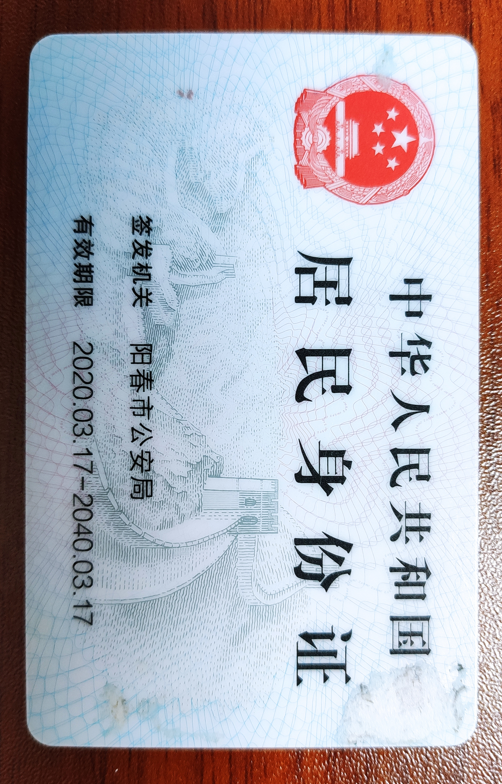 中华人民共和国
居民身份证
签发机关 阳春市公安局
有效期限 2020.03.17-2040.03.17